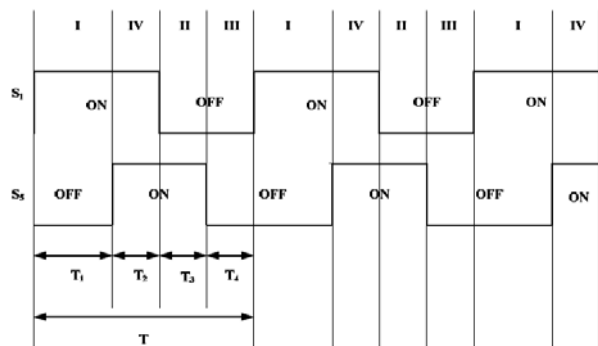 I IV II III I IV II III I IV
S₁ ON OFF ON OFF ON
S₅ OFF ON OFF ON OFF ON
T₁ T₂ T₃ T₄
T